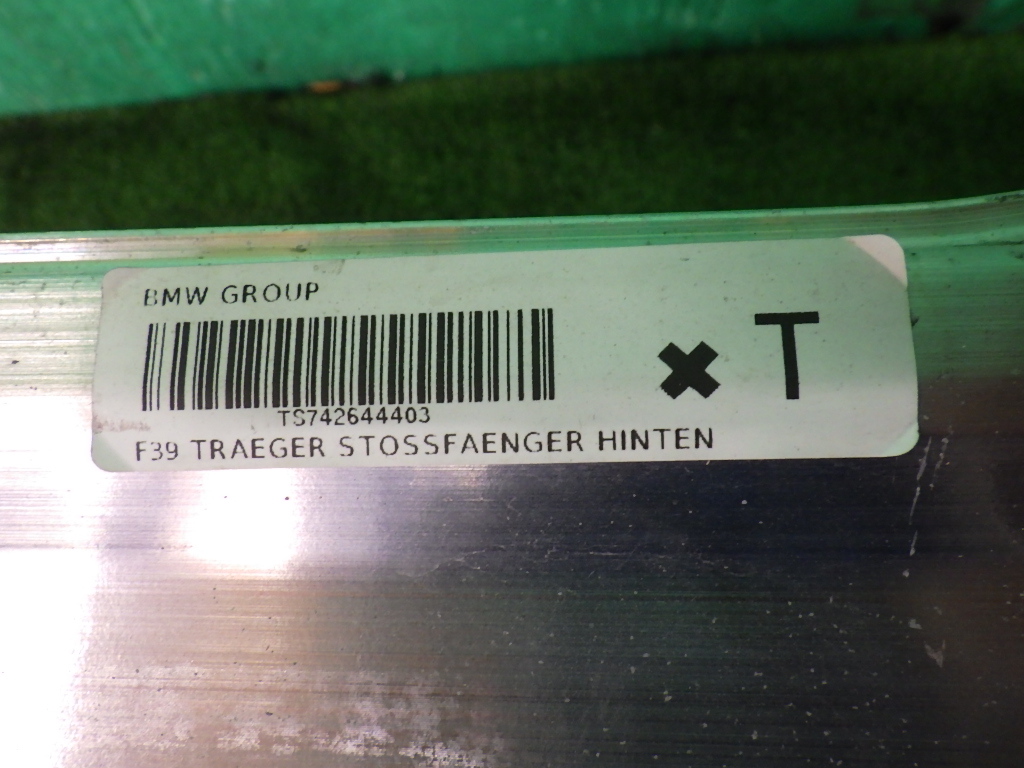 BMW GROUP
✖ T
TS742644403
F39 TRAEGER STOSSFAENGER HINTEN